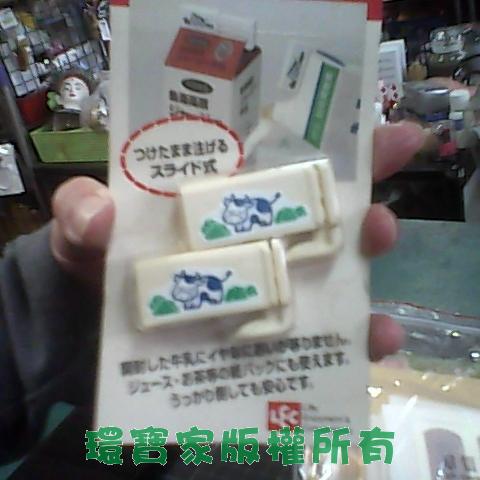 つけたまま注げる
スライド式
開封した牛乳にイヤな臭いが移りません。
ジュース・お茶等の紙パックにも使えます。
うっかり倒しても安心です。
LEC
環寶家版權所有